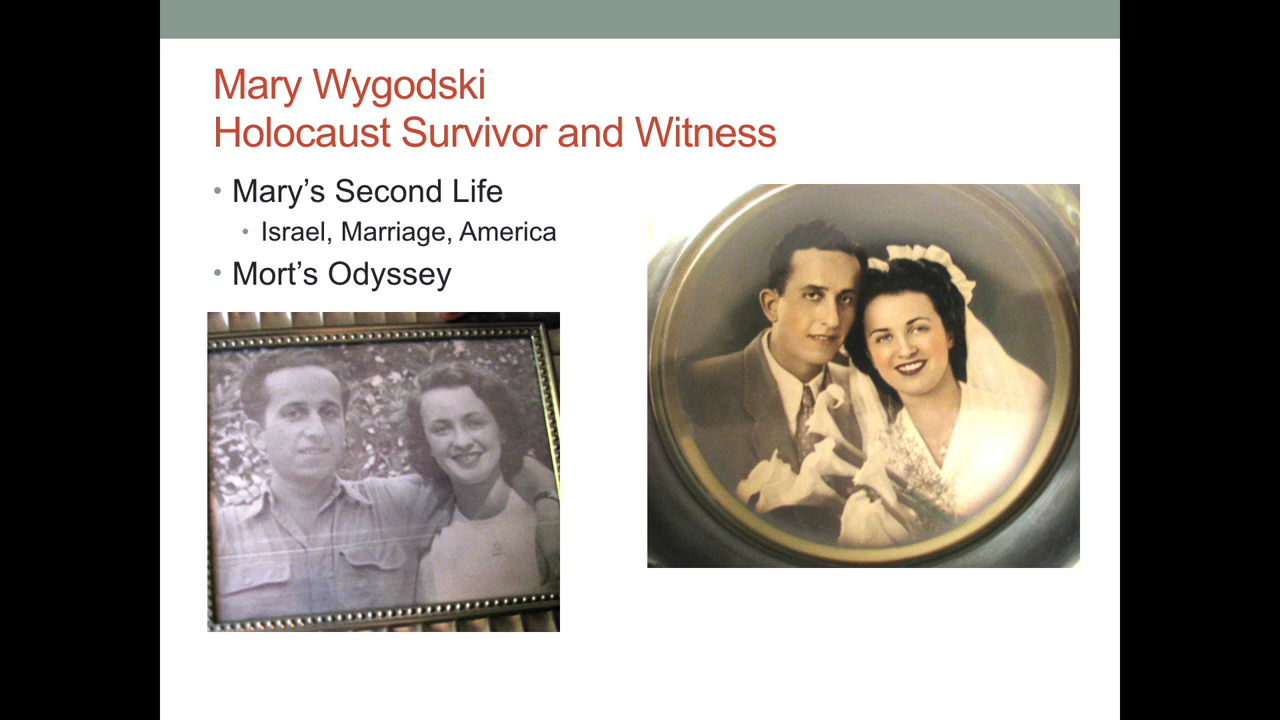 Mary Wygodski
Holocaust Survivor and Witness
• Mary’s Second Life
• Israel, Marriage, America
• Mort’s Odyssey